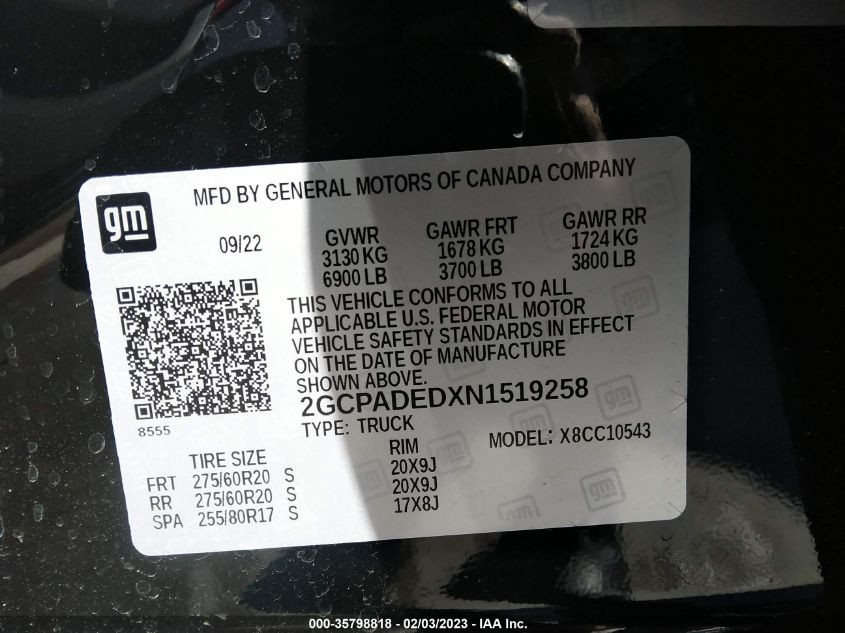 MFD BY GENERAL MOTORS OF CANADA COMPANY
gm
09/22
GVWR GAWR FRT GAWR RR
3130 KG 1678 KG 1724 KG
6900 LB 3700 LB 3800 LB
THIS VEHICLE CONFORMS TO ALL
APPLICABLE U.S. FEDERAL MOTOR
VEHICLE SAFETY STANDARDS IN EFFECT
ON THE DATE OF MANUFACTURE
SHOWN ABOVE.
8555
2GCPADEDXN1519258
TYPE: TRUCK MODEL: X8CC10543
TIRE SIZE RIM
FRT 275/60R20 S 20X9J
RR 275/60R20 S 20X9J
SPA 255/80R17 S 17X8J
gm
gm
000-35798818 - 02/03/2023 - IAA Inc.